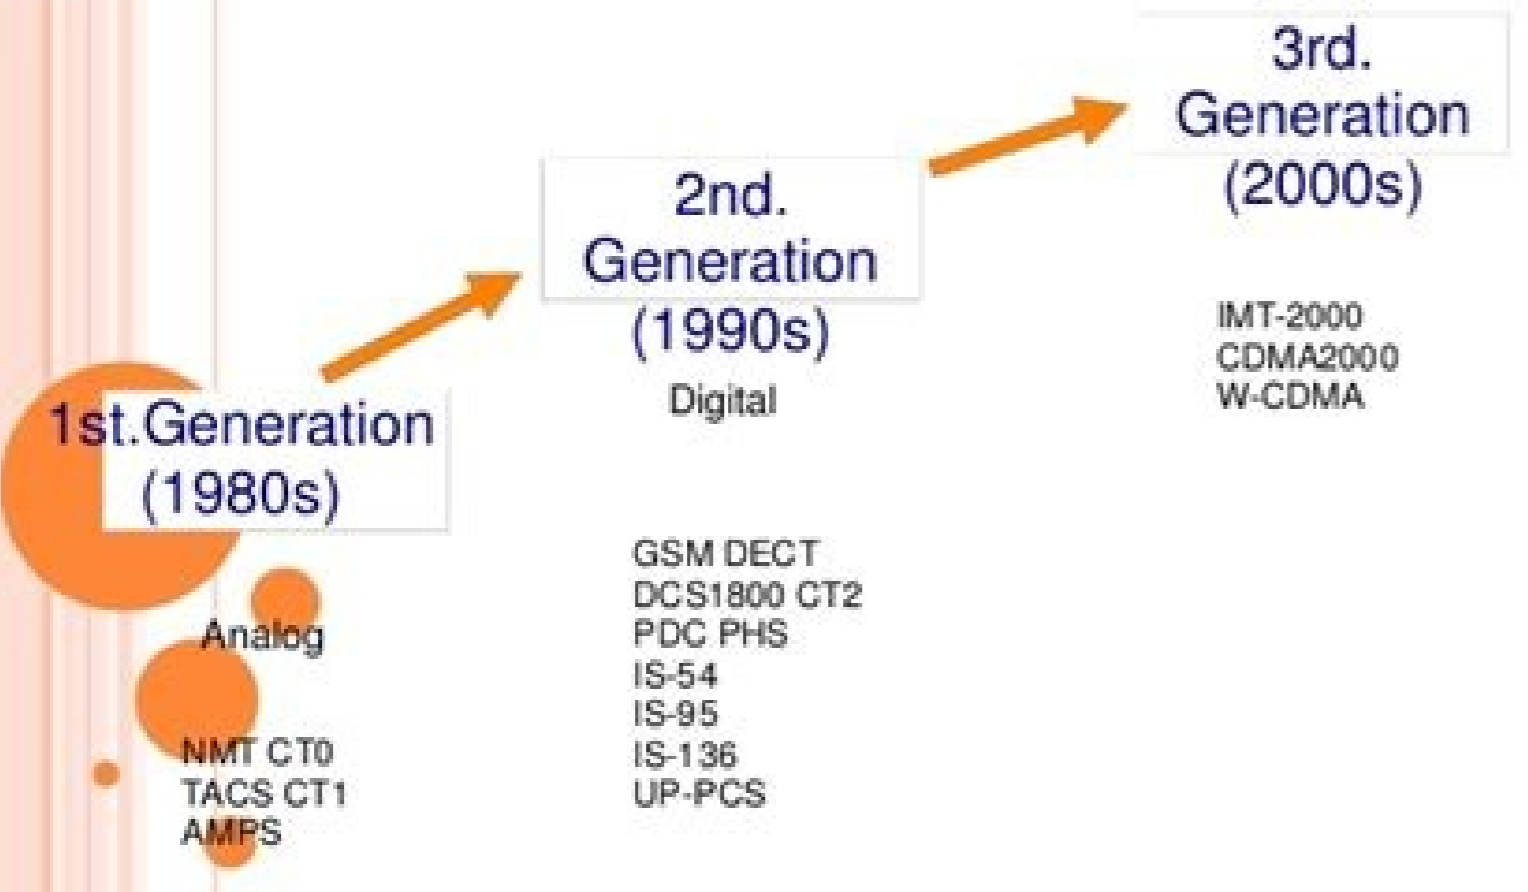 1st.Generation
(1980s)
Analog
NMT CT0
TACS CT1
AMPS
2nd.
Generation
(1990s)
Digital
GSM DECT
DCS1800 CT2
PDC PHS
IS-54
IS-95
IS-136
UP-PCS
3rd.
Generation
(2000s)
IMT-2000
CDMA2000
W-CDMA